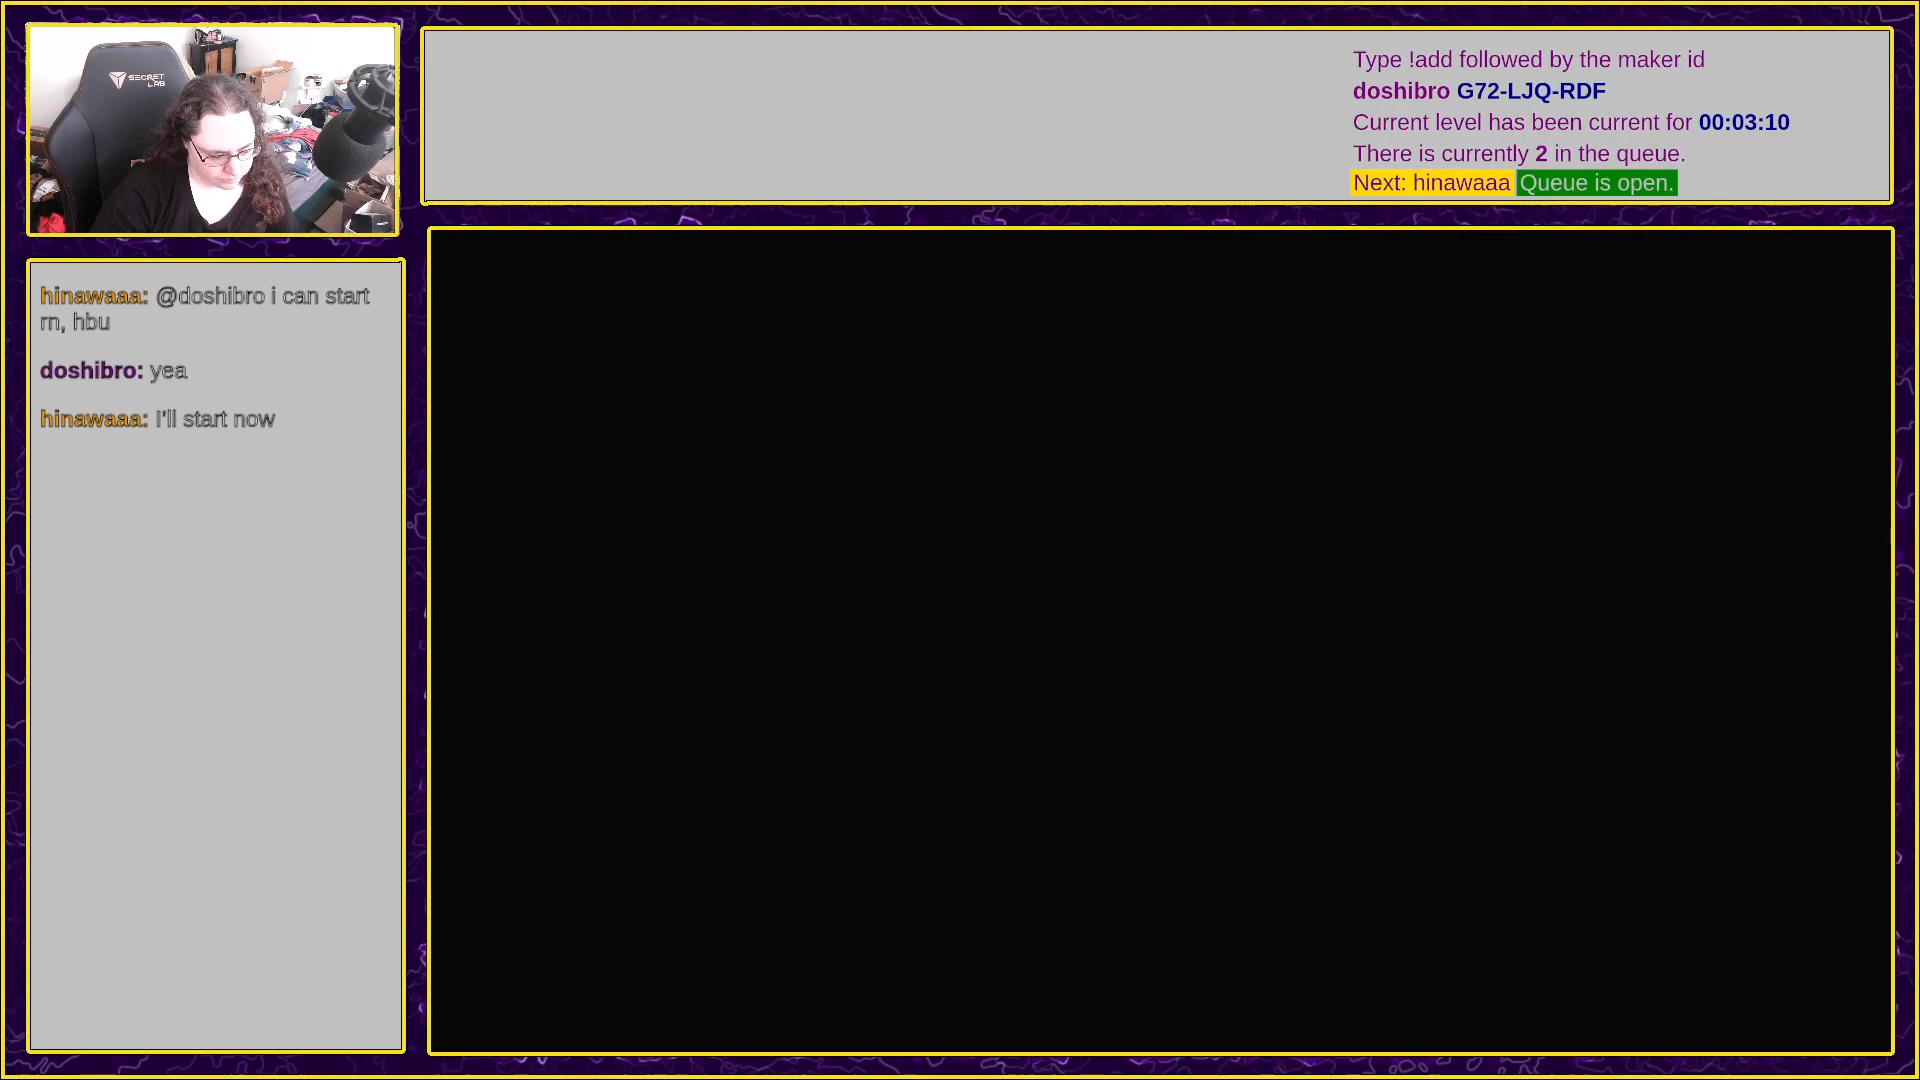 SECRET
LAB
Type !add followed by the maker id
doshibro G72-LJQ-RDF
Current level has been current for 00:03:10
There is currently 2 in the queue.
Next: hinawaaa Queue is open.
hinawaaa: @doshibro i can start
rn, hbu
doshibro: yea
hinawaaa: I'll start now